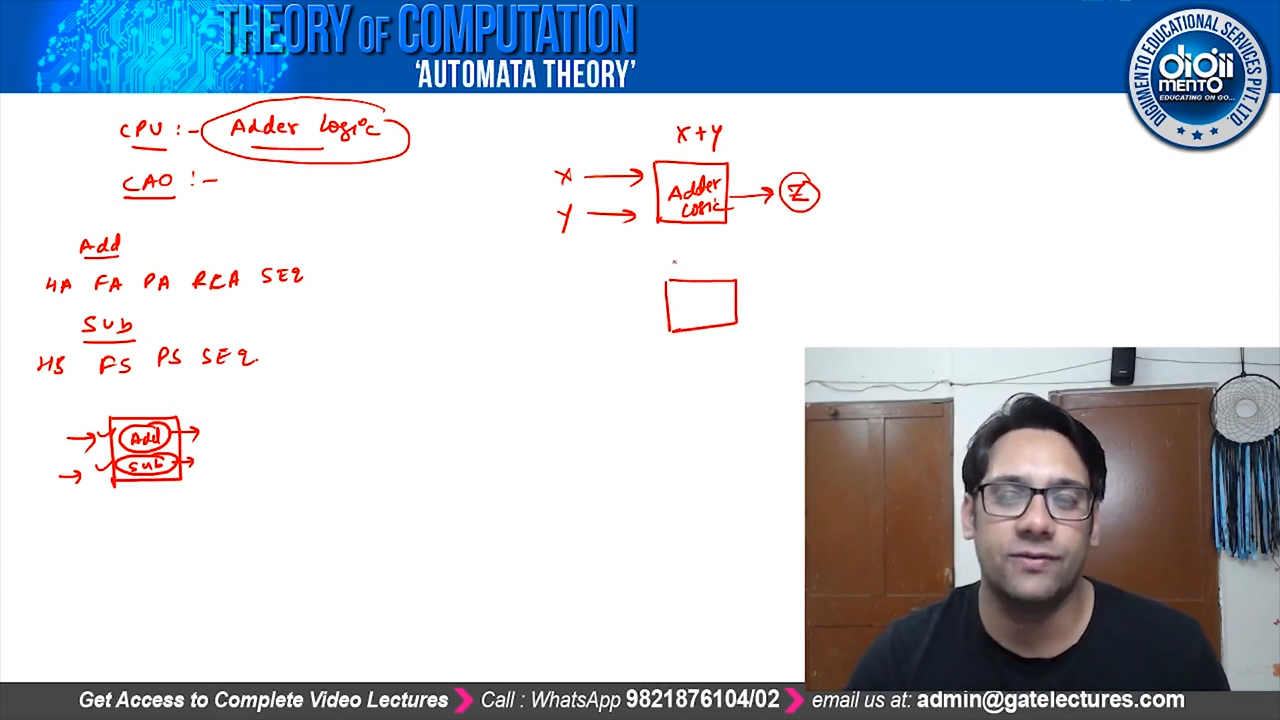 THEORY OF COMPUTATION
'AUTOMATA THEORY'
DIGIMENTO EDUCATIONAL SERVICES PVT. LTD.
digiiMENTO
EDUCATING ON GO...
CPU :- Adder Logic
CAO :-
Add
HA FA PA RCA SEQ
Sub
HS FS PS SEQ
Add
Sub
X+Y
X
Y
Adder
Logic
Z
Get Access to Complete Video Lectures
Call : WhatsApp 9821876104/02
email us at: admin@gatelectures.com